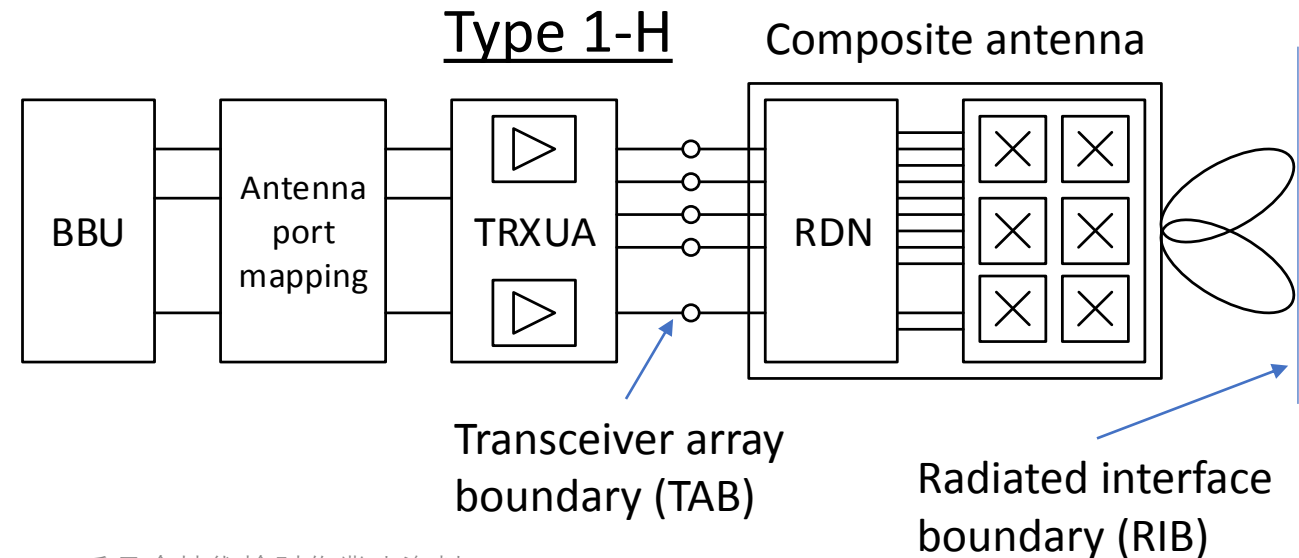 Type 1-H
Composite antenna
BBU
Antenna
port
mapping
TRXUA
RDN
Transceiver array
boundary (TAB)
Radiated interface
boundary (RIB)